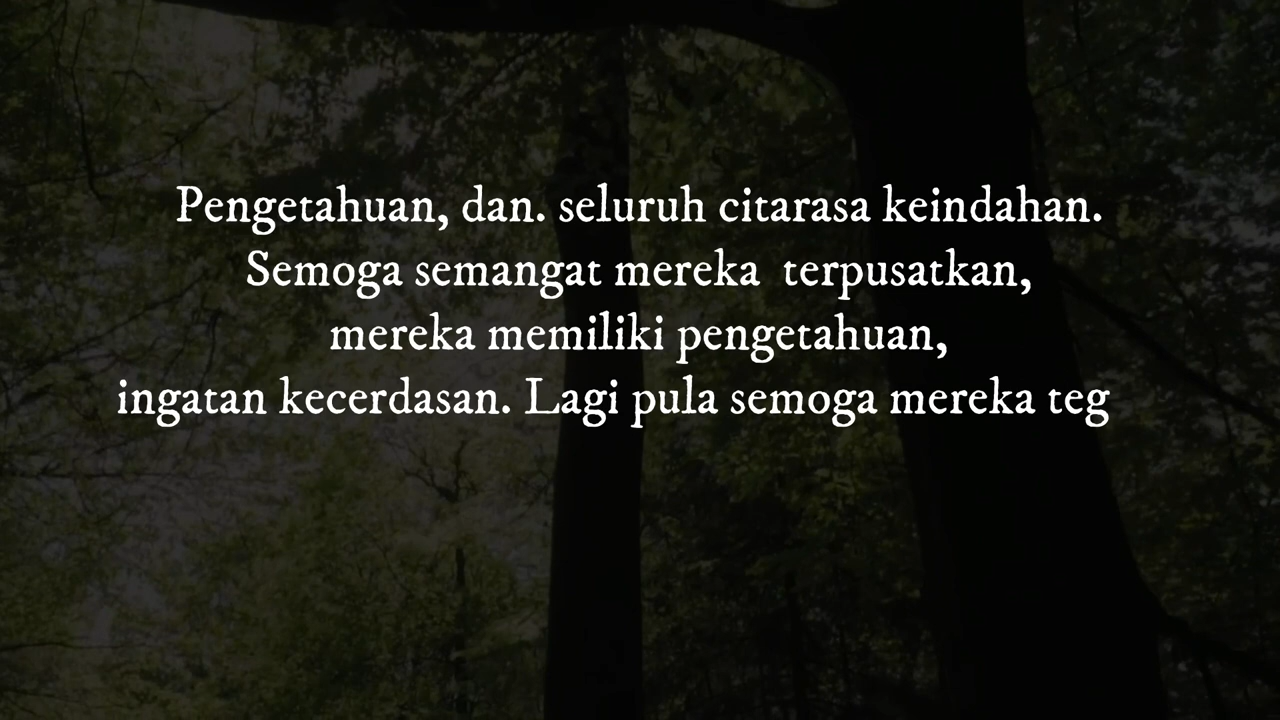 Pengetahuan, dan. seluruh citarasa keindahan.
Semoga semangat mereka  terpusatkan,
mereka memiliki pengetahuan,
ingatan kecerdasan. Lagi pula semoga mereka teg